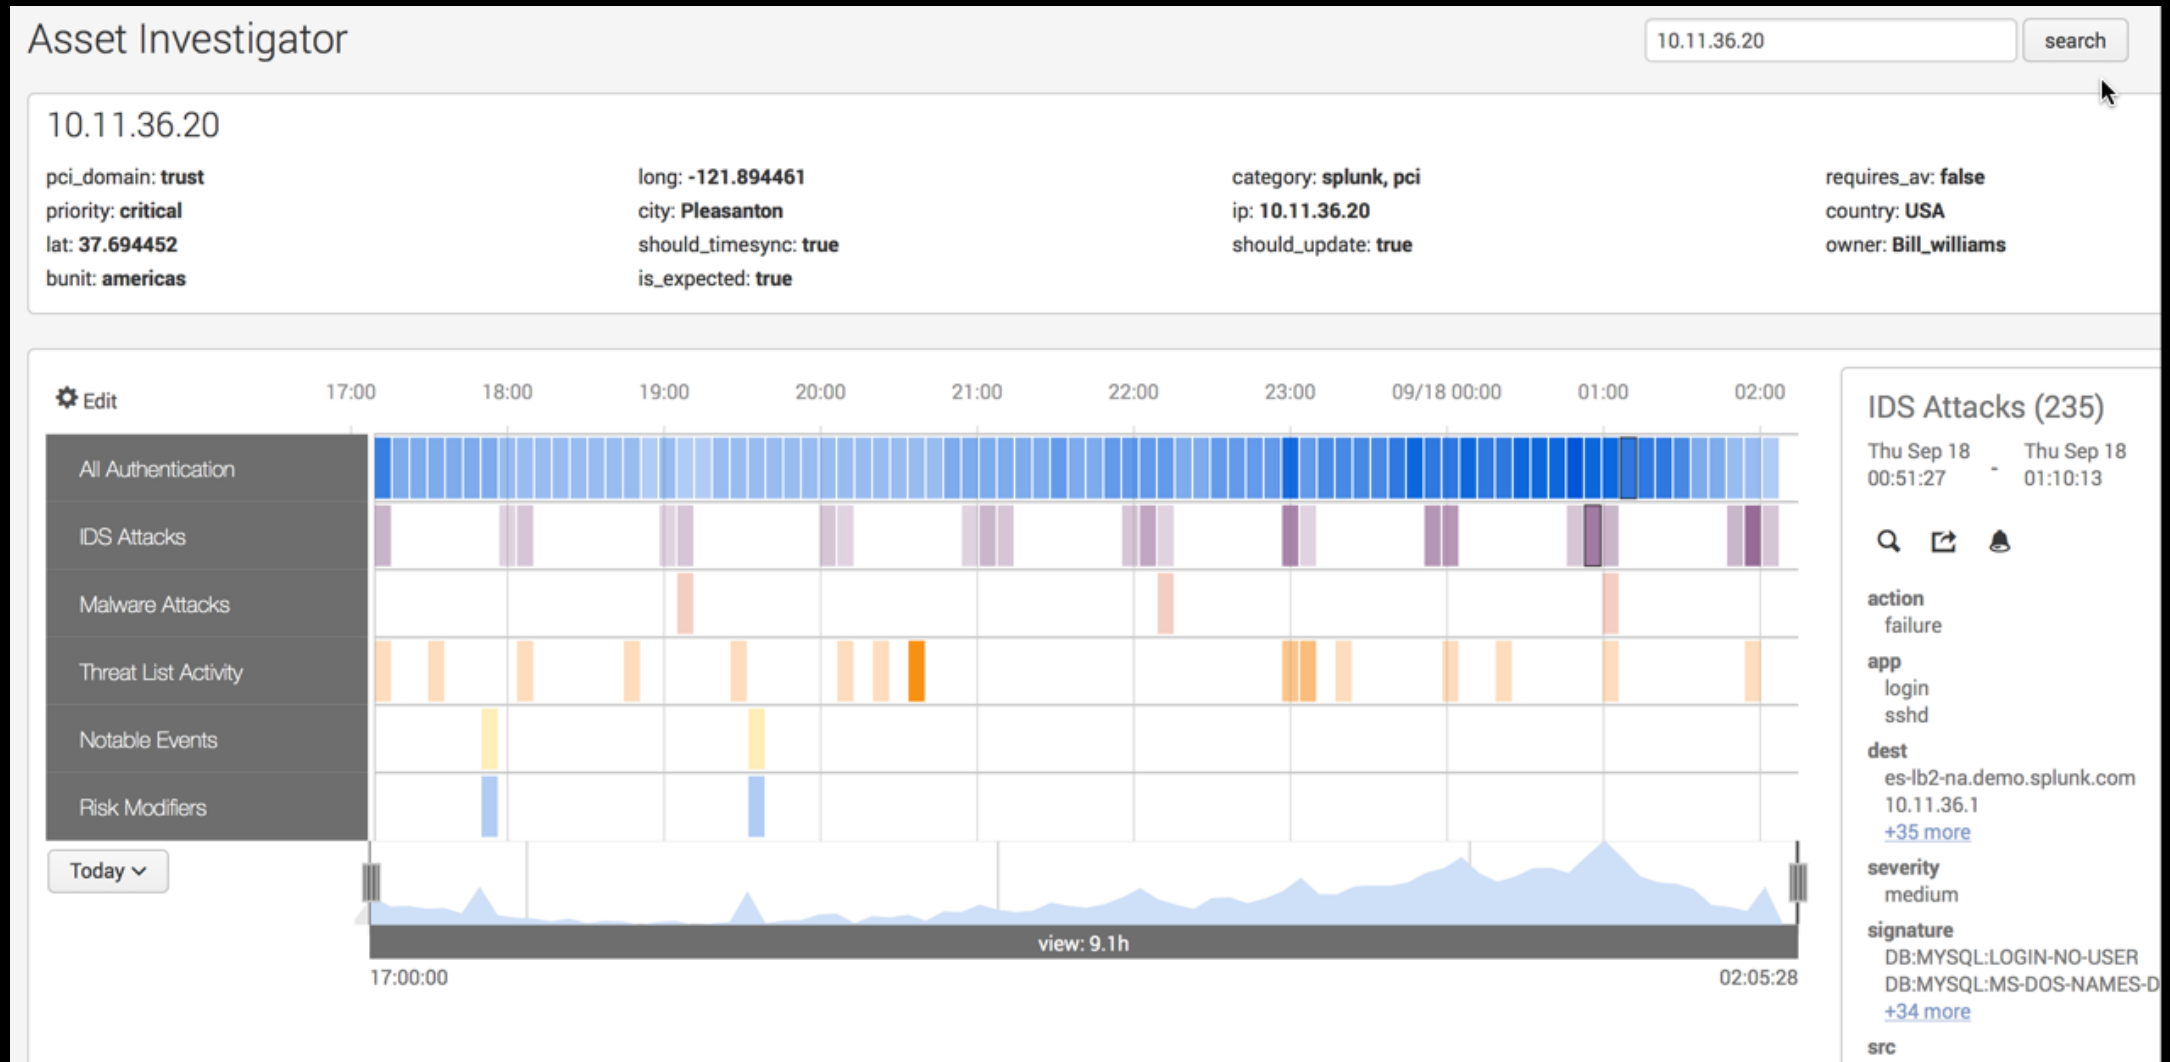 Asset Investigator
10.11.36.20
search
10.11.36.20
pci_domain: trust
long: -121.894461
category: splunk, pci
requires_av: false
priority: critical
city: Pleasanton
ip: 10.11.36.20
country: USA
lat: 37.694452
should_timesync: true
should_update: true
owner: Bill_williams
bunit: americas
is_expected: true
Edit
17:00 18:00 19:00 20:00 21:00 22:00 23:00 09/18 00:00 01:00 02:00
All Authentication
IDS Attacks
Malware Attacks
Threat List Activity
Notable Events
Risk Modifiers
Today
view: 9.1h
17:00:00
02:05:28
IDS Attacks (235)
Thu Sep 18 Thu Sep 18
00:51:27 - 01:10:13
action
failure
app
login
sshd
dest
es-lb2-na.demo.splunk.com
10.11.36.1
+35 more
severity
medium
signature
DB:MYSQL:LOGIN-NO-USER
DB:MYSQL:MS-DOS-NAMES-D
+34 more
src